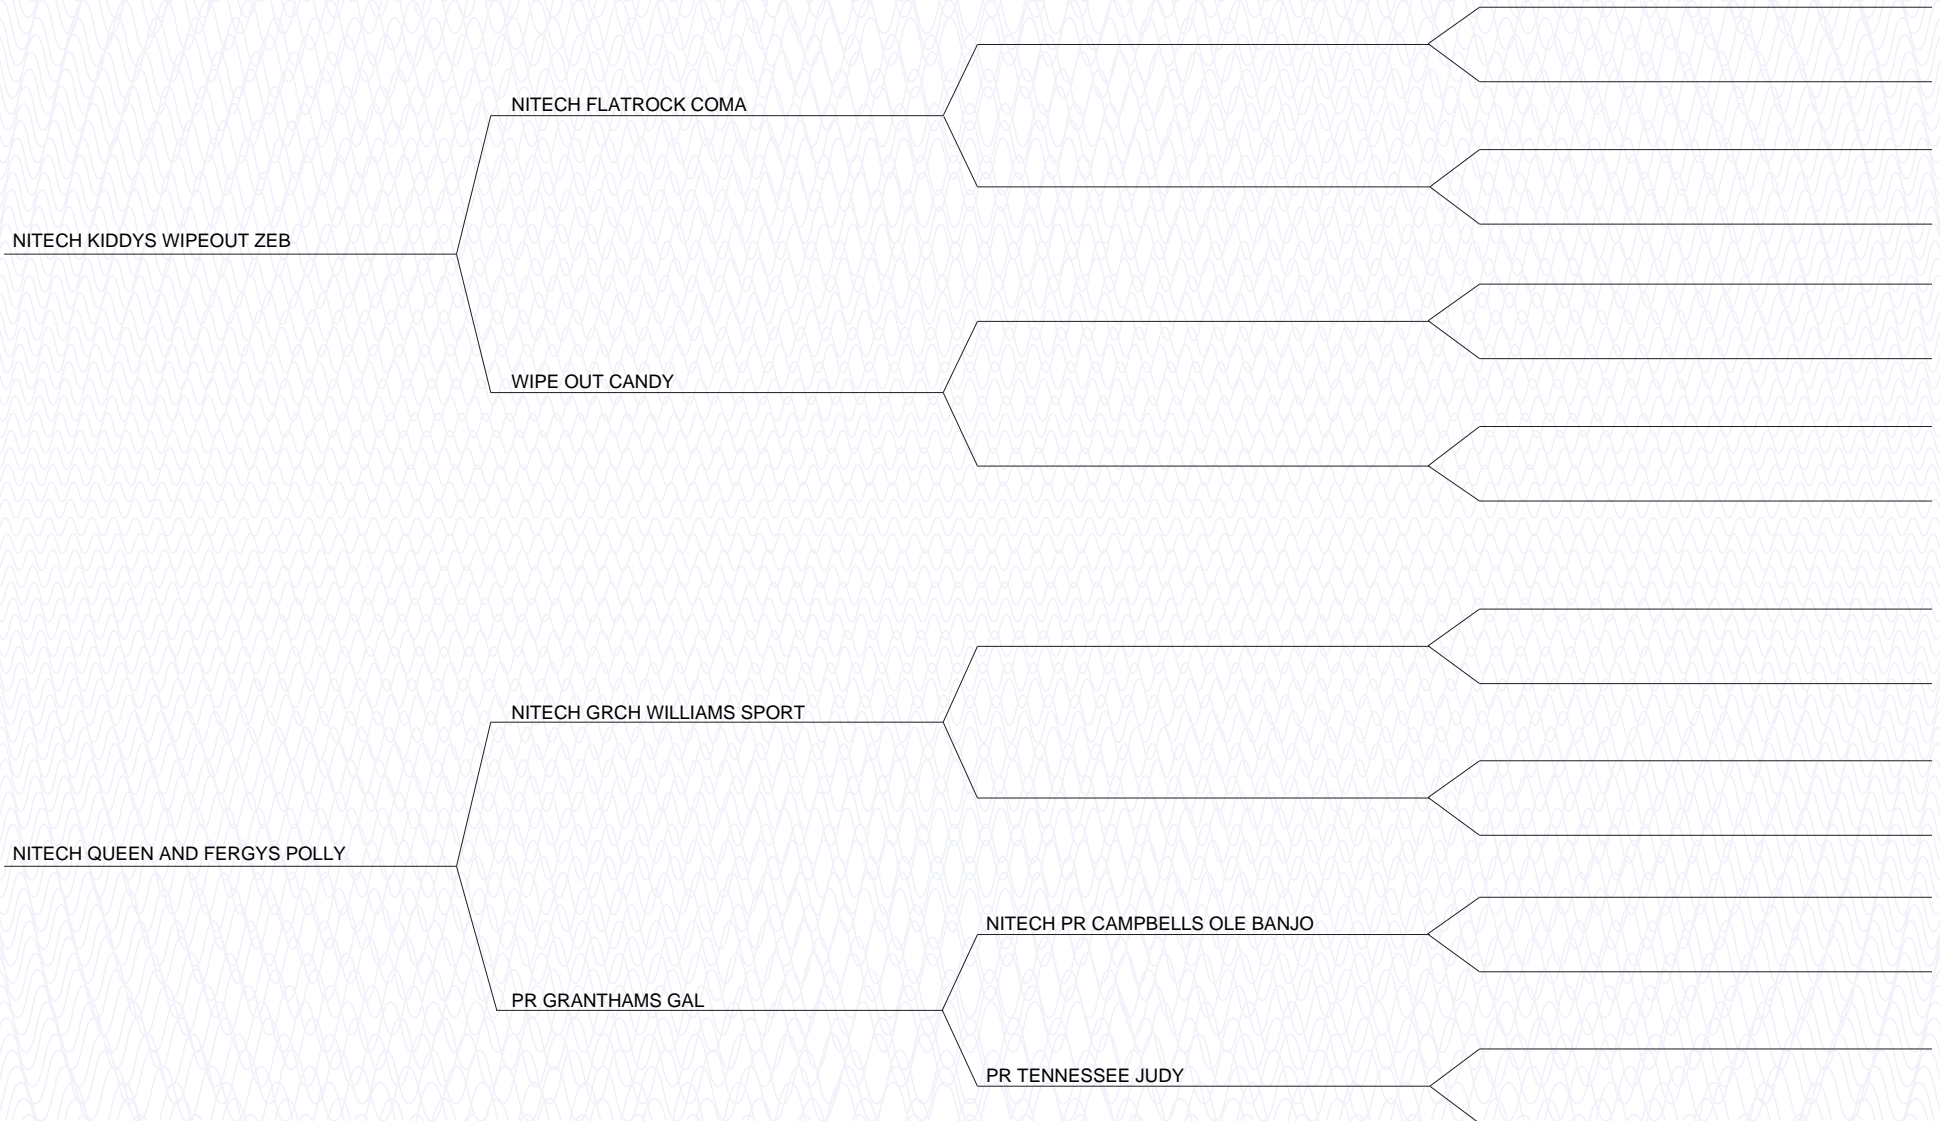 NITECH FLATROCK COMA
NITECH KIDDYS WIPEOUT ZEB
WIPE OUT CANDY
NITECH GRCH WILLIAMS SPORT
NITECH QUEEN AND FERGYS POLLY
NITECH PR CAMPBELLS OLE BANJO
PR GRANTHAMS GAL
PR TENNESSEE JUDY